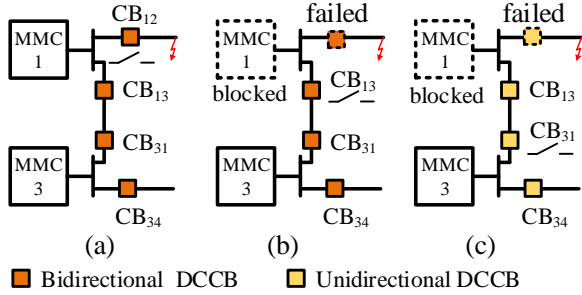 CB12
MMC
1
CB13
CB31
MMC
3
CB34
(a)
failed
MMC
1
blocked
CB13
CB31
MMC
3
CB34
(b)
failed
MMC
1
blocked
CB13
CB31
MMC
3
CB34
(c)
Bidirectional DCCB
Unidirectional DCCB